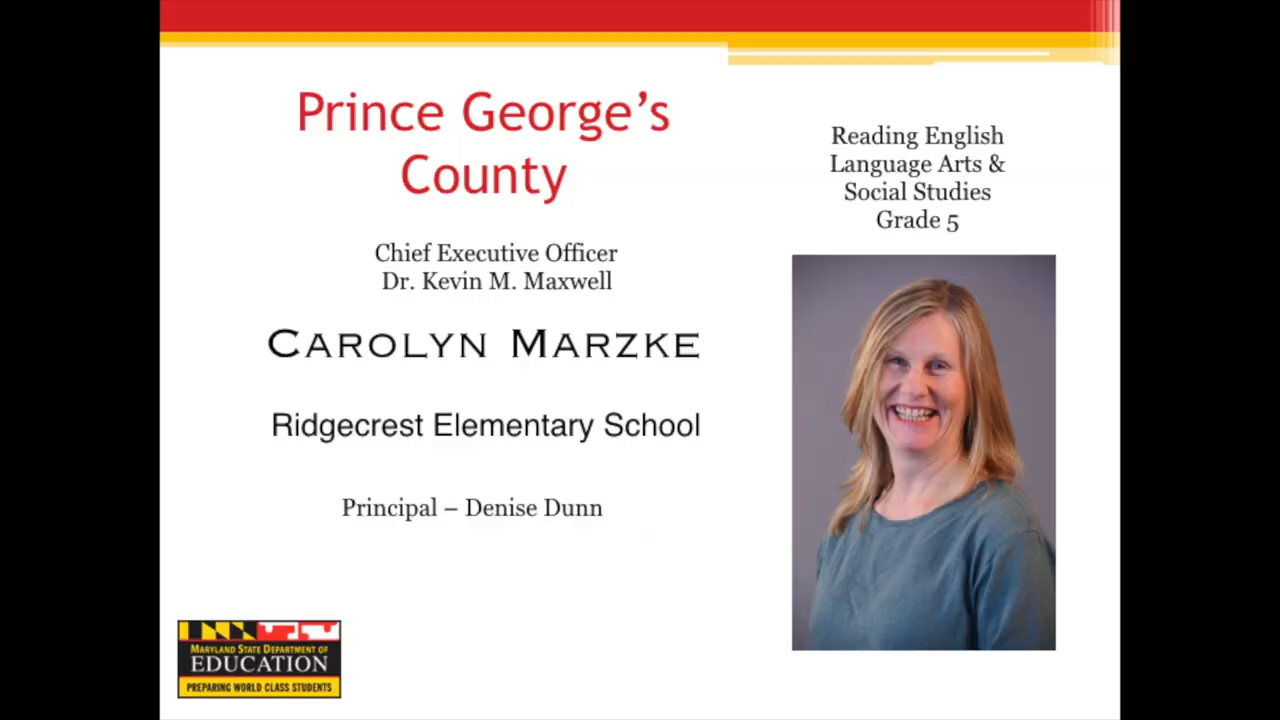 Prince George’s
County
Chief Executive Officer
Dr. Kevin M. Maxwell
CAROLYN MARZKE
Ridgecrest Elementary School
Principal – Denise Dunn
Reading English
Language Arts &
Social Studies
Grade 5
MARYLAND STATE DEPARTMENT OF
EDUCATION
PREPARING WORLD CLASS STUDENTS